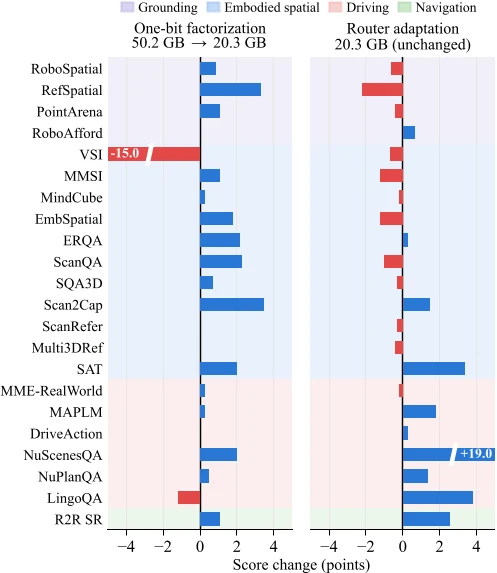 Grounding Embodied spatial Driving Navigation
One-bit factorization
50.2 GB → 20.3 GB
Router adaptation
20.3 GB (unchanged)
RoboSpatial
RefSpatial
PointArena
RoboAfford
VSI
-15.0
MMSI
MindCube
EmbSpatial
ERQA
ScanQA
SQA3D
Scan2Cap
ScanRefer
Multi3DRef
SAT
MME-RealWorld
MAPLM
DriveAction
NuScenesQA
+19.0
NuPlanQA
LingoQA
R2R SR
−4 −2 0 2 4 −4 −2 0 2 4
Score change (points)